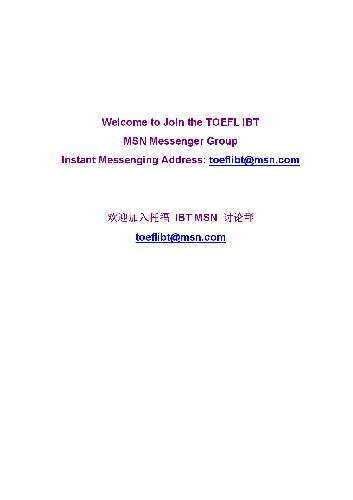 Welcome to Join the TOEFL IBT
MSN Messenger Group
Instant Messenging Address: toeflibt@msn.com
欢迎加入托福 IBT MSN 讨论群
toeflibt@msn.com